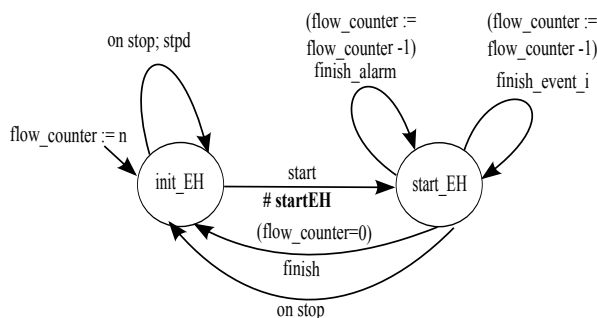 on stop; stpd
flow_counter := n
init_EH
start
# startEH
(flow_counter :=
flow_counter -1)
finish_alarm
(flow_counter :=
flow_counter -1)
finish_event_i
start_EH
(flow_counter=0)
finish
on stop